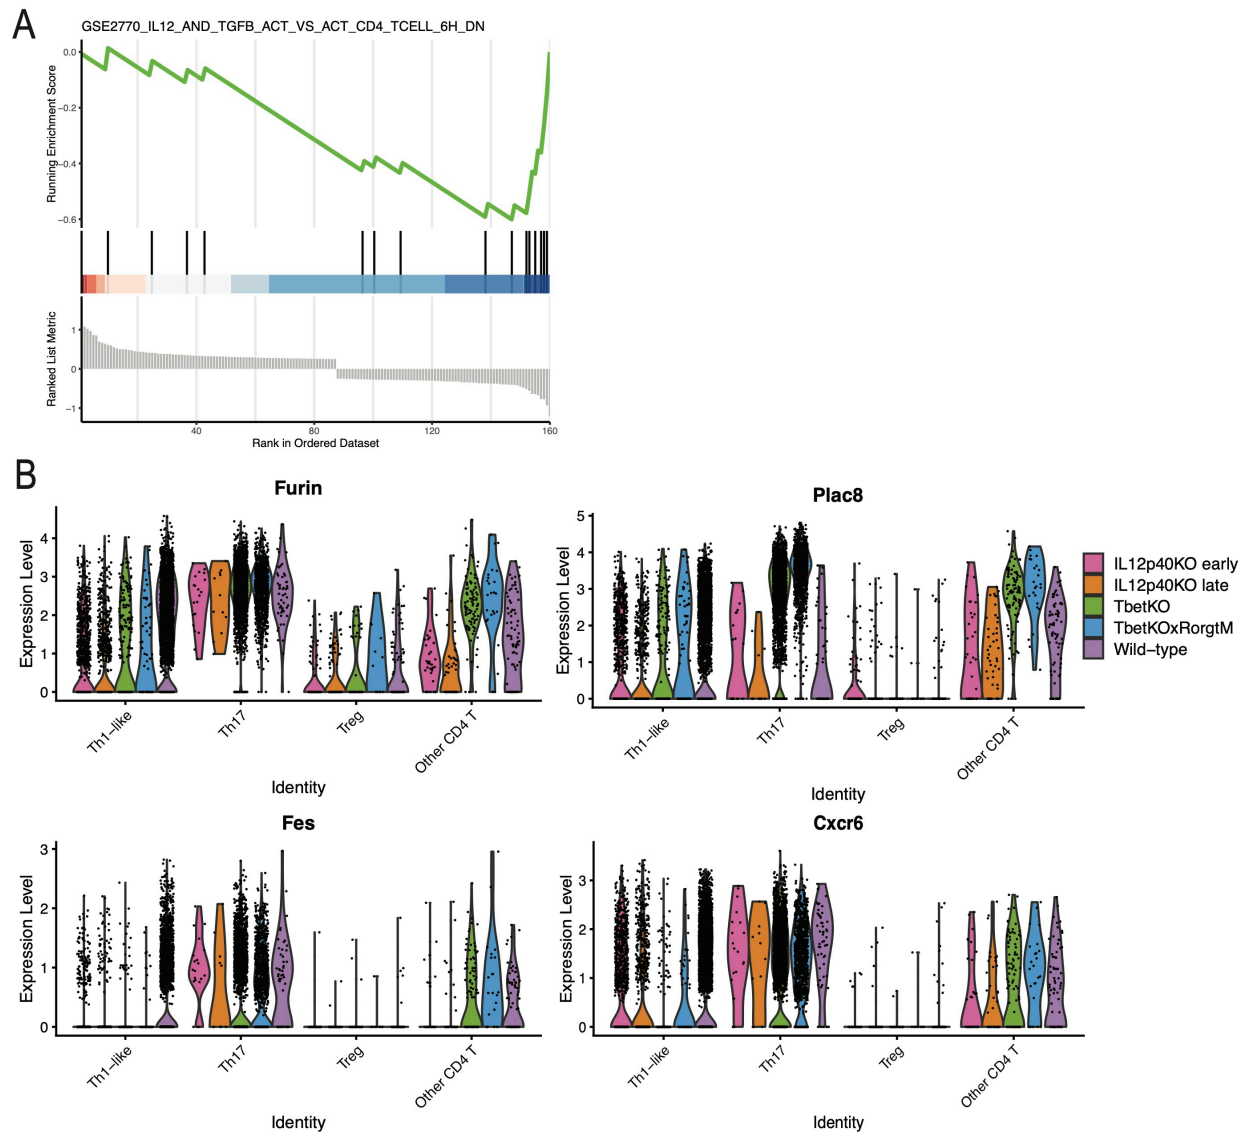 A
GSE2770_IL12_AND_TGFB_ACT_VS_ACT_CD4_TCELL_6H_DN
Running Enrichment Score
0.0
−0.2
−0.4
−0.6
Ranked List Metric
1
0
−1
40
80
120
160
Rank in Ordered Dataset
B
Furin
Expression Level
4
3
2
1
0
Th1−like
Th17
Treg
Other CD4 T
Identity
Plac8
Expression Level
5
4
3
2
1
0
Th1−like
Th17
Treg
Other CD4 T
Identity
IL12p40KO early
IL12p40KO late
TbetKO
TbetKOxRorgtM
Wild−type
Fes
Expression Level
3
2
1
0
Th1−like
Th17
Treg
Other CD4 T
Identity
Cxcr6
Expression Level
3
2
1
0
Th1−like
Th17
Treg
Other CD4 T
Identity